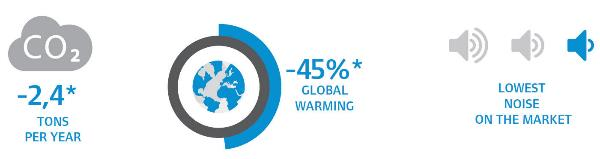 CO2
-2,4*
TONS
PER YEAR
-45%*
GLOBAL
WARMING
LOWEST
NOISE
ON THE MARKET